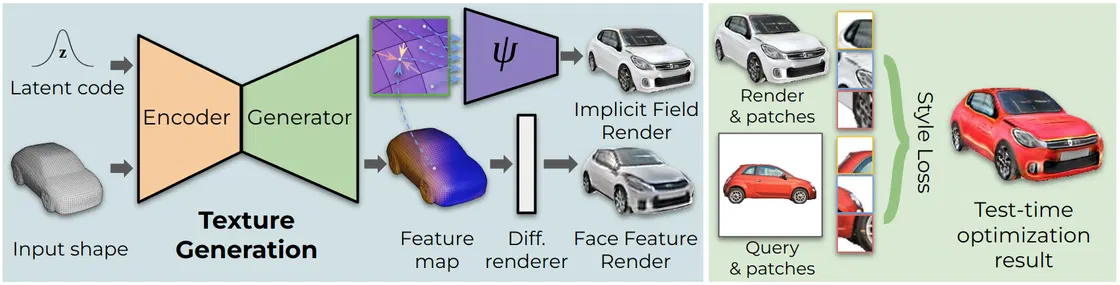 z
Latent code
Input shape
Encoder
Generator
Texture
Generation
ψ
Implicit Field
Render
Feature
map
Diff.
renderer
Face Feature
Render
Render
& patches
Query
& patches
Style Loss
Test-time
optimization
result